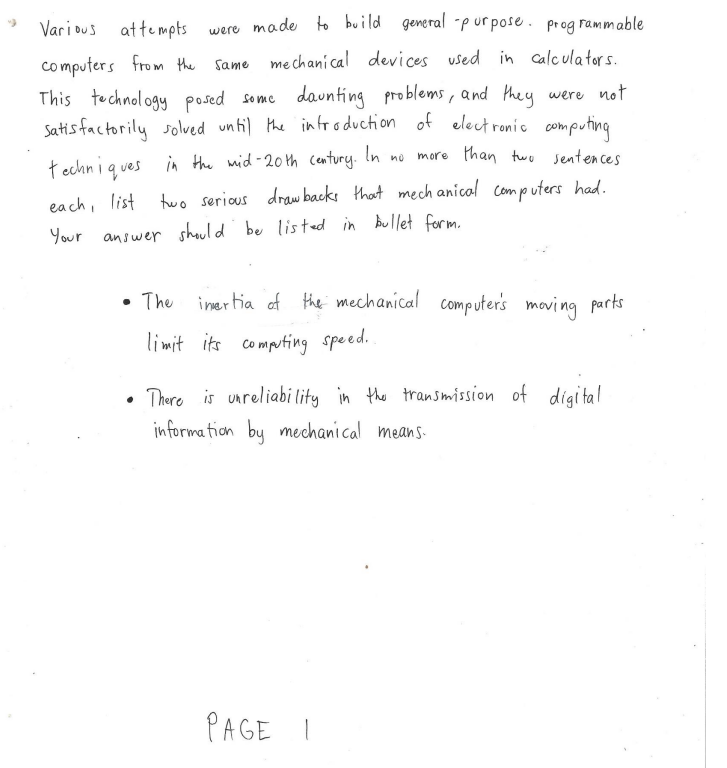 Various attempts were made to build general-purpose. programmable
computers from the same mechanical devices used in calculators.
This technology posed some daunting problems, and they were not
satisfactorily solved until the introduction of electronic computing
techniques in the mid-20th century. In no more than two sentences
each, list two serious drawbacks that mechanical computers had.
Your answer should be listed in bullet form.
• The inertia of the mechanical computer's moving parts
limit its computing speed.
• There is unreliability in the transmission of digital
information by mechanical means.
PAGE 1